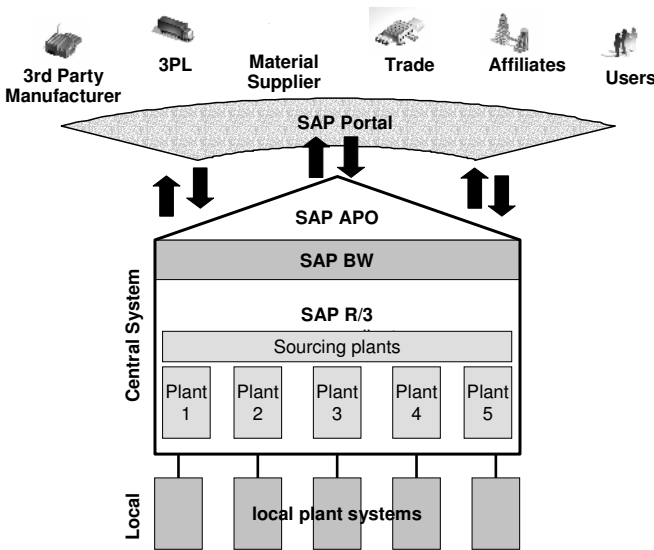 3rd Party
Manufacturer
3PL
Material
Supplier
Trade
Affiliates
Users
SAP Portal
SAP APO
SAP BW
SAP R/3
Sourcing plants
Plant
1
Plant
2
Plant
3
Plant
4
Plant
5
Central System
local plant systems
Local